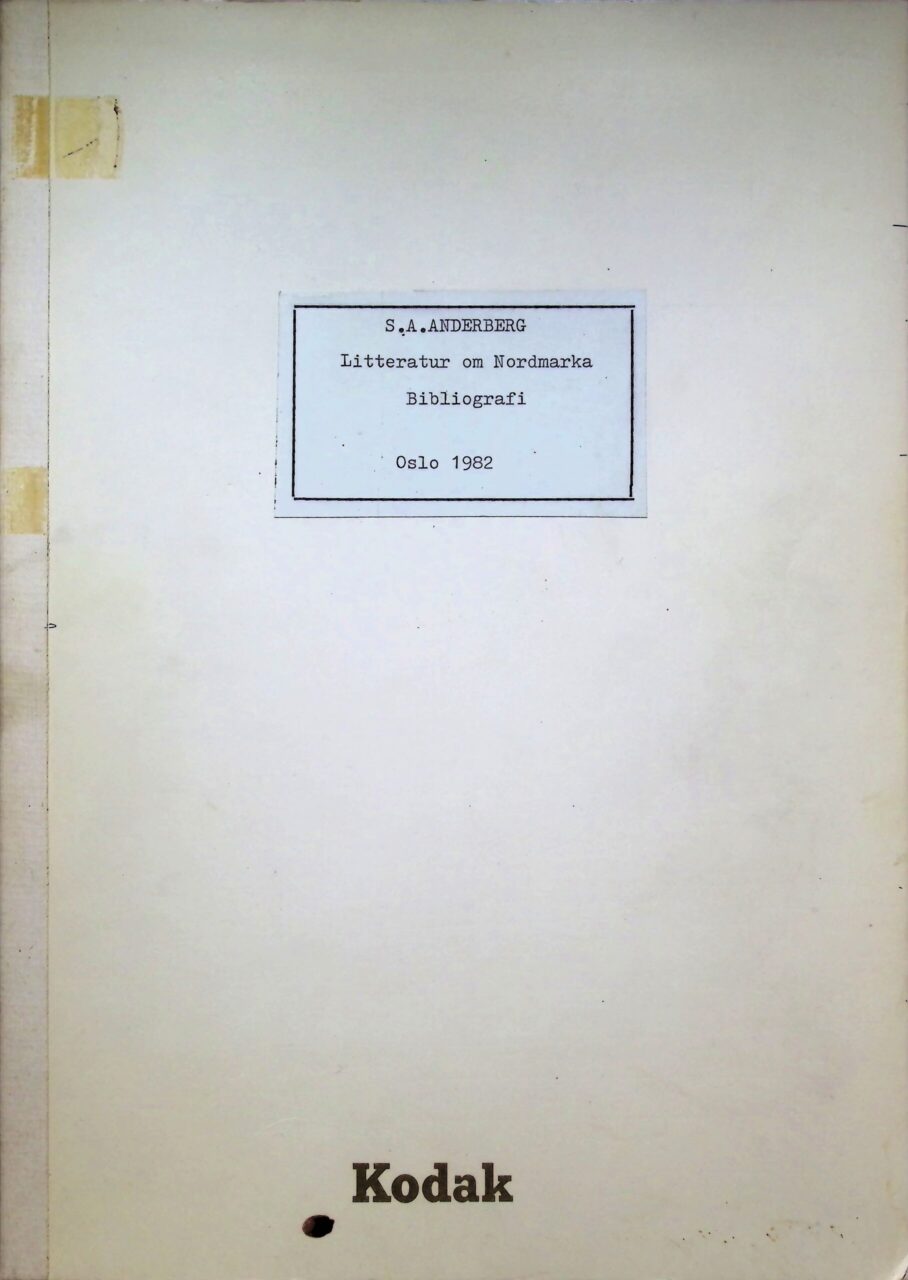 S.A.ANDERBERG
Litteratur om Nordmarka
Bibliografi
Oslo 1982
Kodak